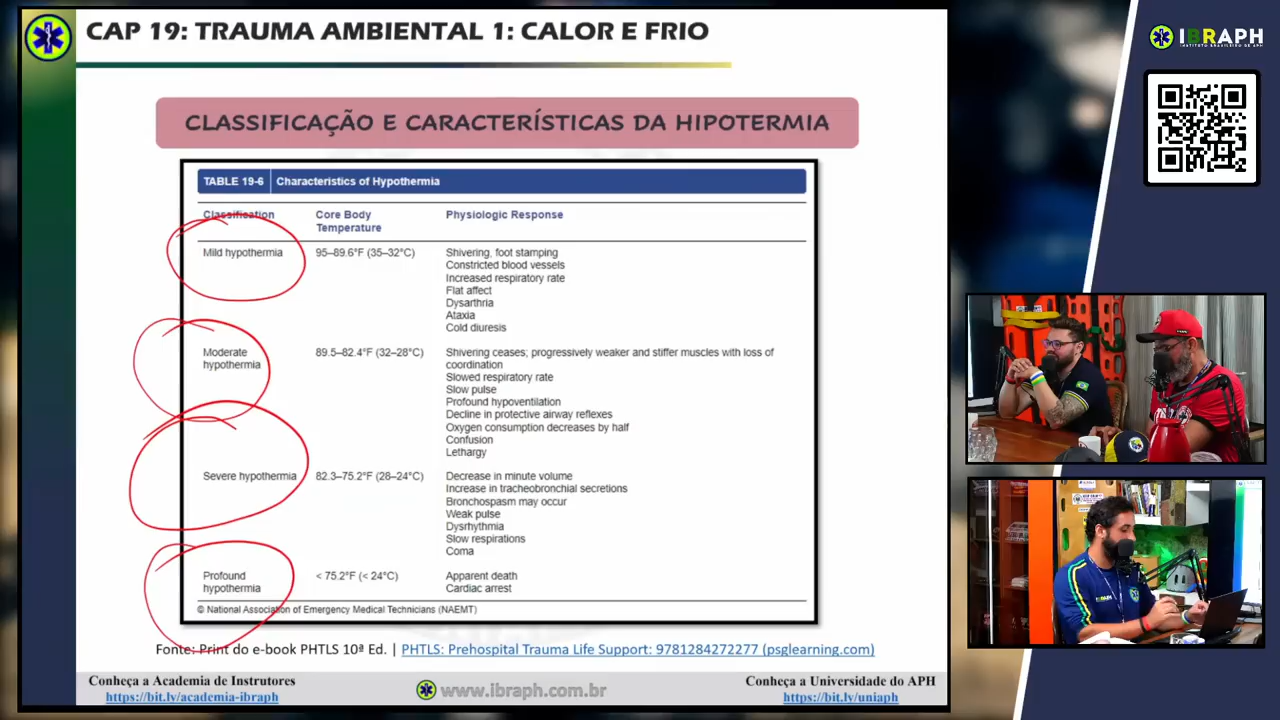 CAP 19: TRAUMA AMBIENTAL 1: CALOR E FRIO
IBRAPH
INSTITUTO BRASILEIRO DE APH
CLASSIFICAÇÃO E CARACTERÍSTICAS DA HIPOTERMIA
TABLE 19-6 Characteristics of Hypothermia
Classification Core Body Temperature Physiologic Response
Mild hypothermia 95–89.6°F (35–32°C) Shivering, foot stamping
Constricted blood vessels
Increased respiratory rate
Flat affect
Dysarthria
Ataxia
Cold diuresis
Moderate hypothermia 89.5–82.4°F (32–28°C) Shivering ceases; progressively weaker and stiffer muscles with loss of
coordination
Slowed respiratory rate
Slow pulse
Profound hypoventilation
Decline in protective airway reflexes
Oxygen consumption decreases by half
Confusion
Lethargy
Severe hypothermia 82.3–75.2°F (28–24°C) Decrease in minute volume
Increase in tracheobronchial secretions
Bronchospasm may occur
Weak pulse
Dysrhythmia
Slow respirations
Coma
Profound hypothermia < 75.2°F (< 24°C) Apparent death
Cardiac arrest
© National Association of Emergency Medical Technicians (NAEMT)
Fonte: Print do e-book PHTLS 10ª Ed. | PHTLS: Prehospital Trauma Life Support: 9781284272277 (psglearning.com)
Conheça a Academia de Instrutores
https://bit.ly/academia-ibraph
www.ibraph.com.br
Conheça a Universidade do APH
https://bit.ly/uniaph